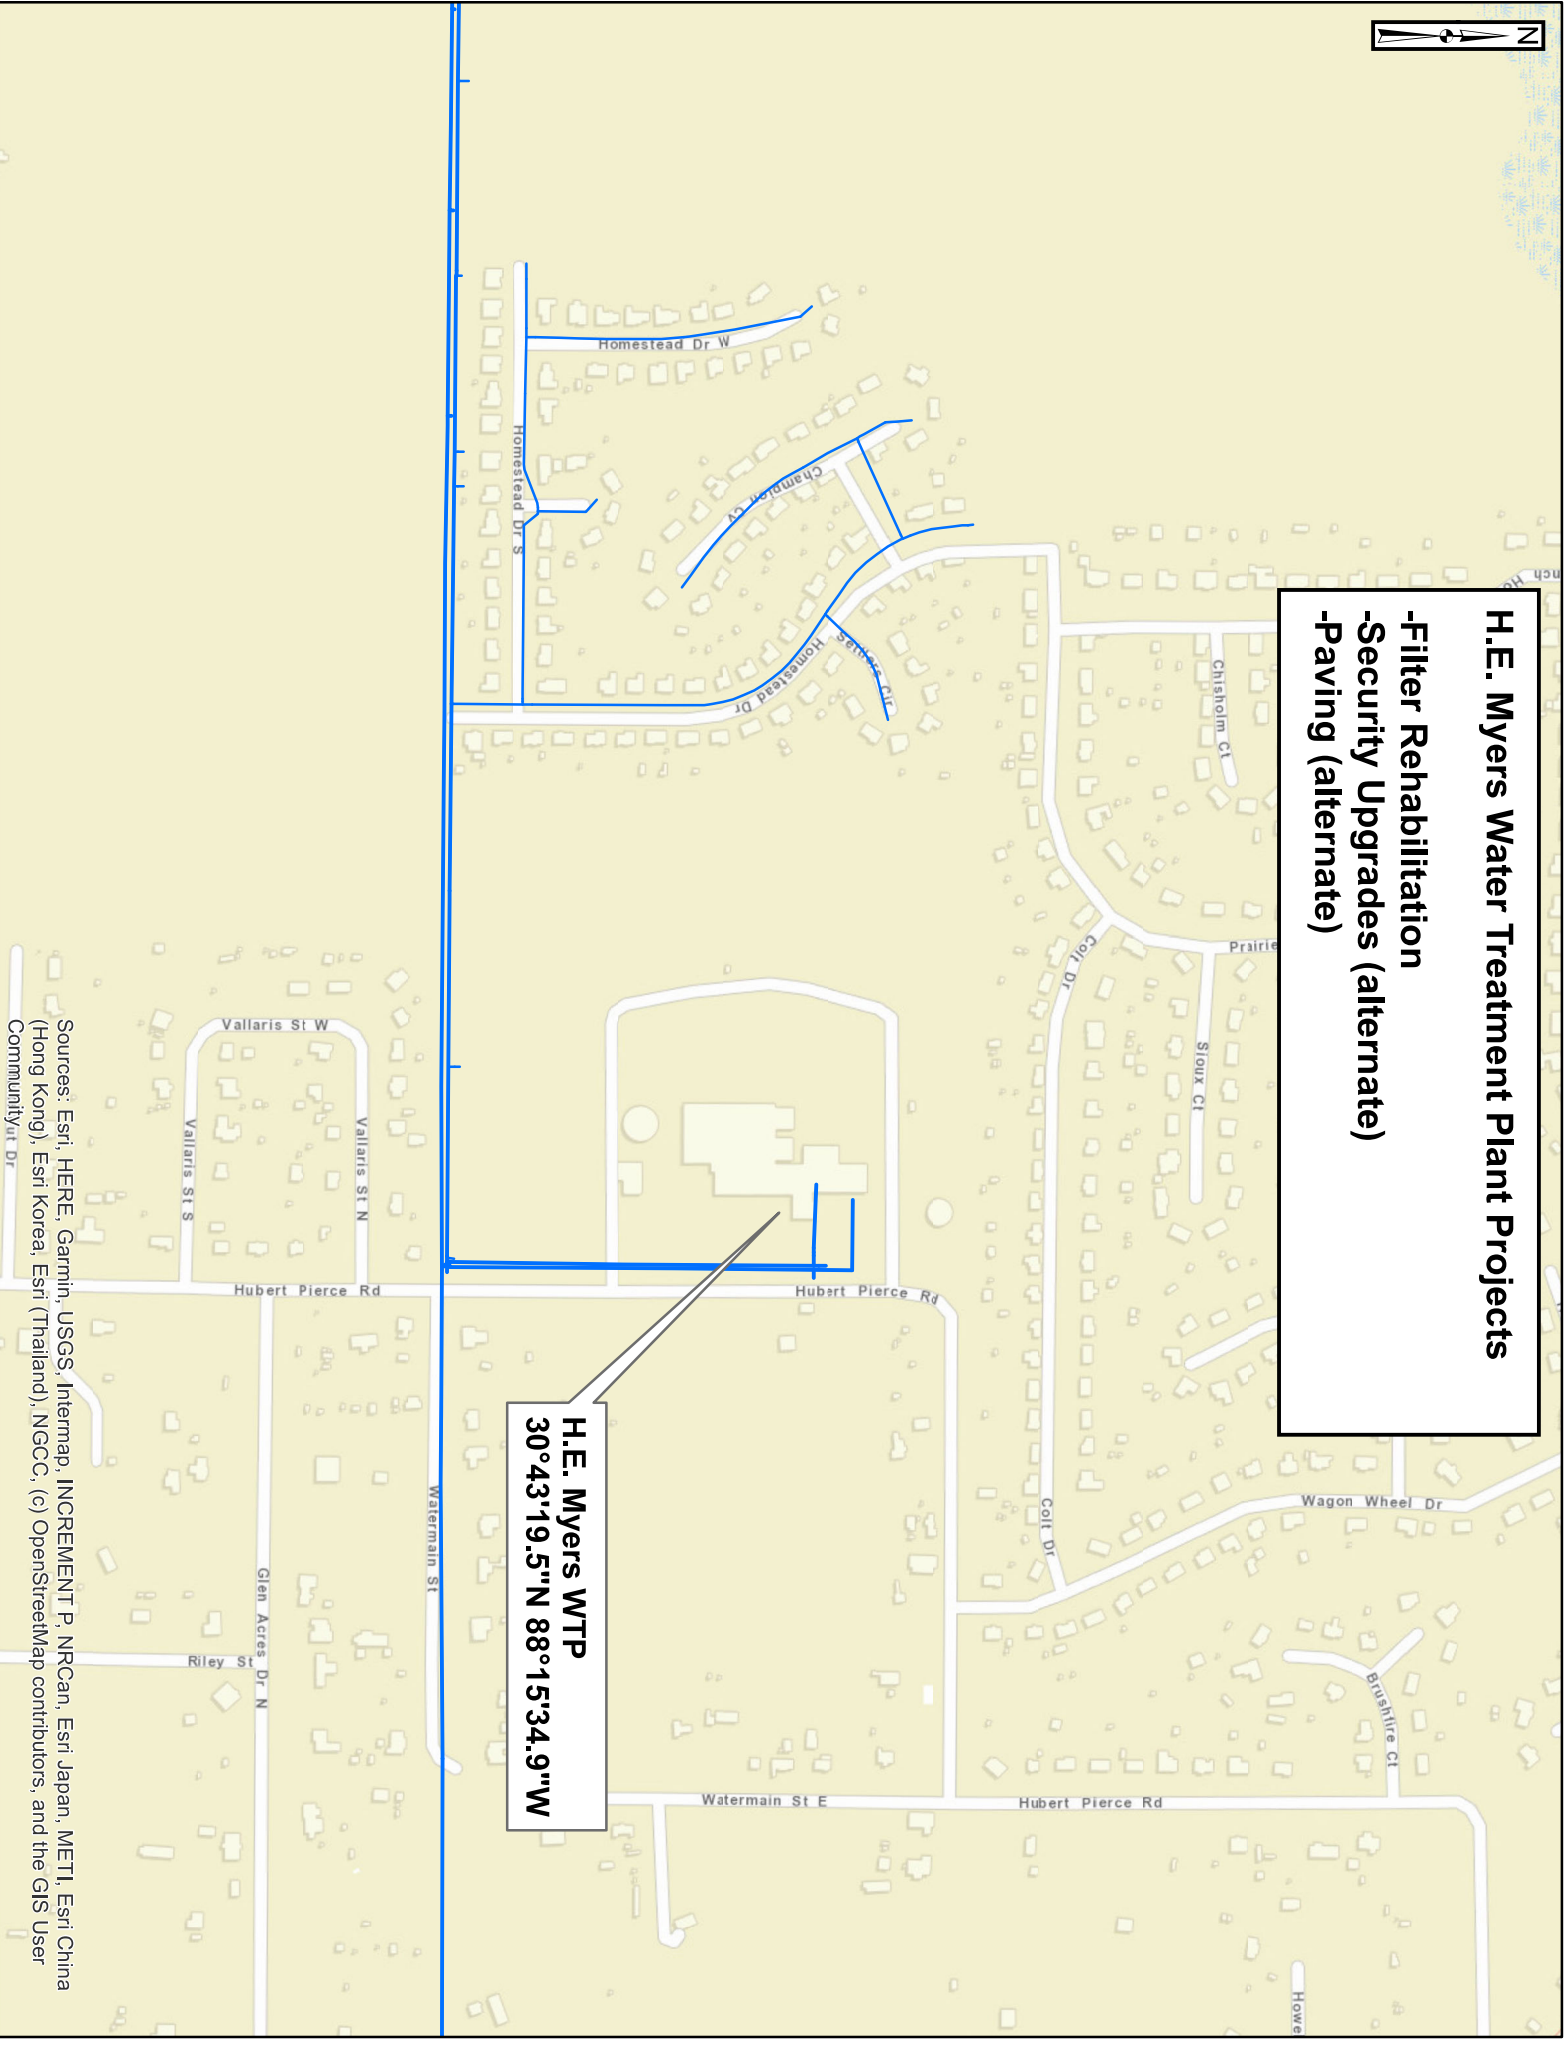 N
H.E. Myers Water Treatment Plant Projects
-Filter Rehabilitation
-Security Upgrades (alternate)
-Paving (alternate)
Chisholm Ct
Prairie
Sioux Ct
Colt Dr
Wagon Wheel Dr
Colt Dr
Brushfire Ct
Howe
Homestead Dr W
Champion Cv
Settlers Cir
Homestead Dr
Homestead Dr S
Hubert Pierce Rd
Hubert Pierce Rd
Watermain St E
H.E. Myers WTP
30°43'19.5"N 88°15'34.9"W
Watermain St
Vallaris St W
Vallaris St N
Vallaris St S
Hubert Pierce Rd
Glen Acres Dr N
Riley St
ut Dr
Sources: Esri, HERE, Garmin, USGS, Intermap, INCREMENT P, NRCan, Esri Japan, METI, Esri China
(Hong Kong), Esri Korea, Esri (Thailand), NGCC, (c) OpenStreetMap contributors, and the GIS User
Community